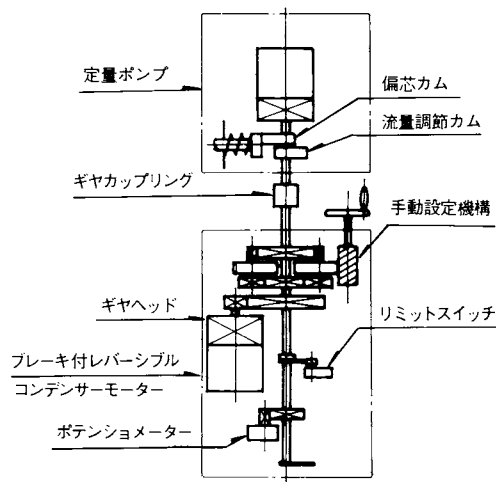 定量ポンプ
偏芯カム
流量調節カム
ギヤカップリング
手動設定機構
ギヤヘッド
リミットスイッチ
ブレーキ付レバーシブル
コンデンサーモーター
ポテンショメーター